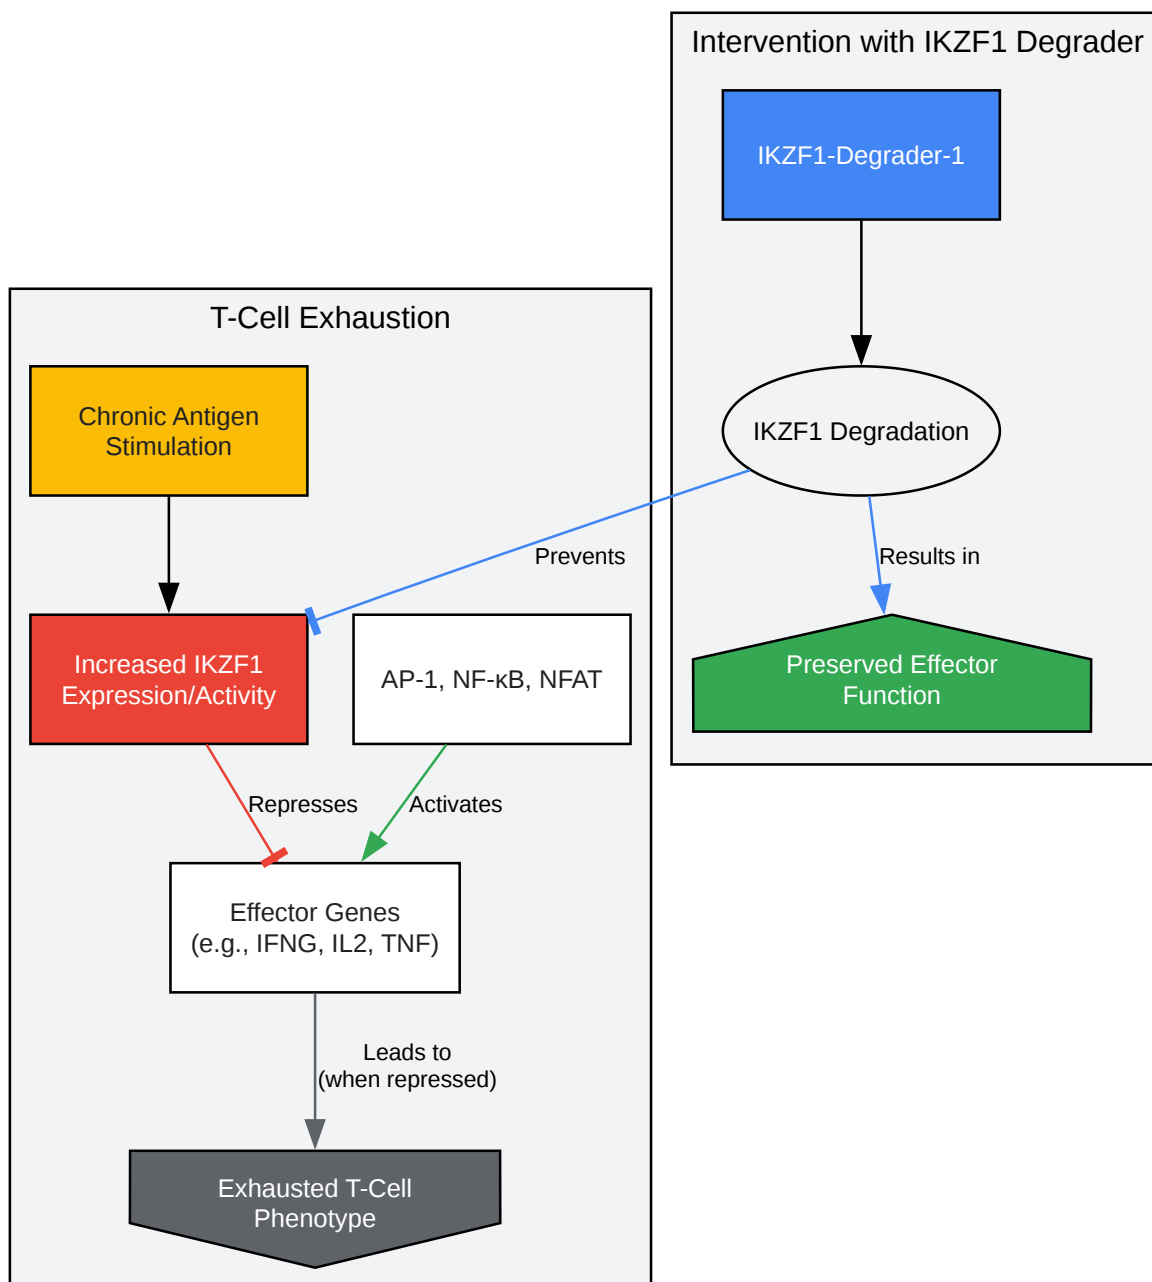 Intervention with IKZF1 Degrader
IKZF1-Degrader-1
T-Cell Exhaustion
Chronic Antigen
Stimulation
IKZF1 Degradation
Prevents
Results in
Increased IKZF1
Expression/Activity
AP-1, NF-κB, NFAT
Preserved Effector
Function
Represses
Activates
Effector Genes
(e.g., IFNG, IL2, TNF)
Leads to
(when repressed)
Exhausted T-Cell
Phenotype